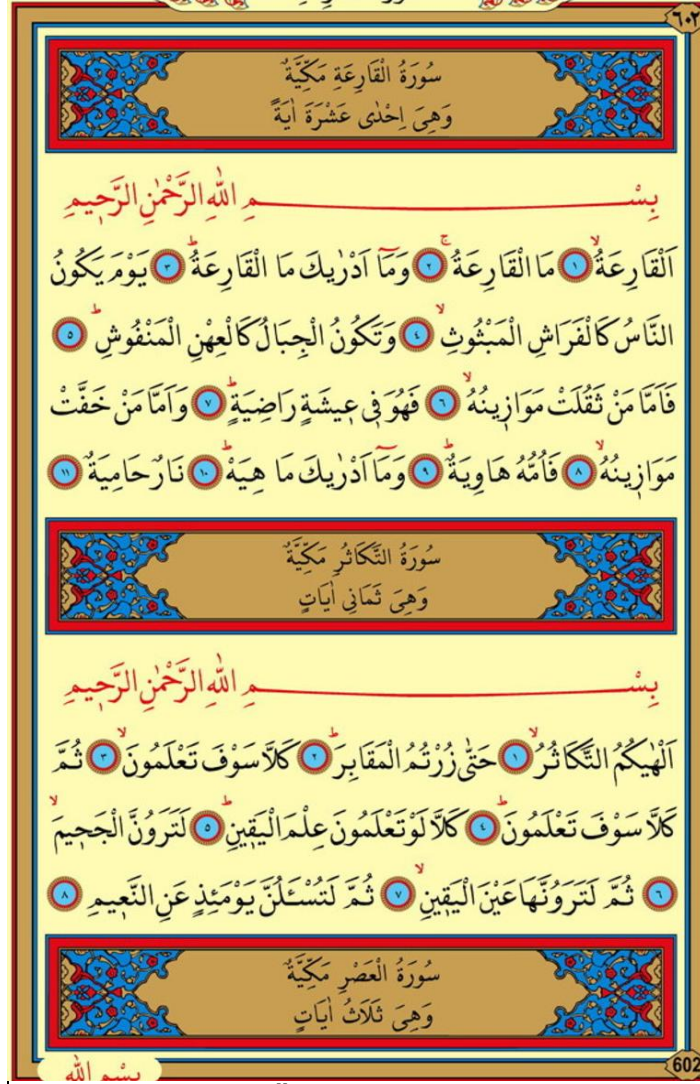 ٦٠٢
سُورَةُ الْقَارِعَةِ مَكِّيَّةٌ
وَهِىَ اِحْدٰى عَشْرَةَ اٰيَةً
بِسْمِ اللّٰهِ الرَّحْمٰنِ الرَّح۪يمِ
اَلْقَارِعَةُۙ ﴿١﴾ مَا الْقَارِعَةُۚ ﴿٢﴾ وَمَٓا اَدْرٰيكَ مَا الْقَارِعَةُۜ ﴿٣﴾ يَوْمَ يَكُونُ
النَّاسُ كَالْفَرَاشِ الْمَبْثُوثِۙ ﴿٤﴾ وَتَكُونُ الْجِبَالُ كَالْعِهْنِ الْمَنْفُوشِۜ ﴿٥﴾
فَاَمَّا مَنْ ثَقُلَتْ مَوَاز۪ينُهُۙ ﴿٦﴾ فَهُوَ ف۪ى ع۪يشَةٍ رَاضِيَةٍۜ ﴿٧﴾ وَاَمَّا مَنْ خَفَّتْ
مَوَاز۪ينُهُۙ ﴿٨﴾ فَاُمُّهُ هَاوِيَةٌۜ ﴿٩﴾ وَمَٓا اَدْرٰيكَ مَا هِيَهْۜ ﴿١٠﴾ نَارٌ حَامِيَةٌ ﴿١١﴾
سُورَةُ التَّكَاثُرِ مَكِّيَّةٌ
وَهِىَ ثَمَانِى اٰيَاتٍ
بِسْمِ اللّٰهِ الرَّحْمٰنِ الرَّح۪يمِ
اَلْهٰيكُمُ التَّكَاثُرُۙ ﴿١﴾ حَتّٰى زُرْتُمُ الْمَقَابِرَۜ ﴿٢﴾ كَلَّا سَوْفَ تَعْلَمُونَۙ ﴿٣﴾ ثُمَّ
كَلَّا سَوْفَ تَعْلَمُونَۜ ﴿٤﴾ كَلَّا لَوْ تَعْلَمُونَ عِلْمَ الْيَق۪ينِۜ ﴿٥﴾ لَتَرَوُنَّ الْجَح۪يمَۙ
﴿٦﴾ ثُمَّ لَتَرَوُنَّهَا عَيْنَ الْيَق۪ينِۙ ﴿٧﴾ ثُمَّ لَتُسْـَٔلُنَّ يَوْمَئِذٍ عَنِ النَّع۪يمِ ﴿٨﴾
سُورَةُ الْعَصْرِ مَكِّيَّةٌ
وَهِىَ ثَلَاثُ اٰيَاتٍ
602
بِسْمِ اللّٰهِ